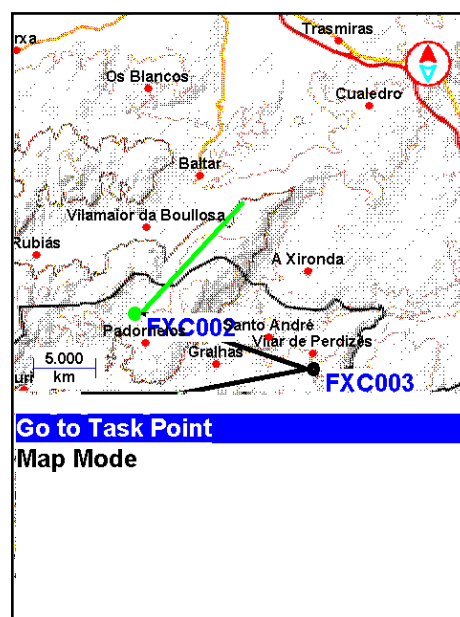 rxa
Trasmiras
Os Blancos
Cualedro
Baltar
Vilamaior da Boullosa
Rubiás
A Xironda
FXC002
Santo André
Padornelos
Vilar de Perdizes
Gralhas
5.000
km
FXC003
Go to Task Point
Map Mode